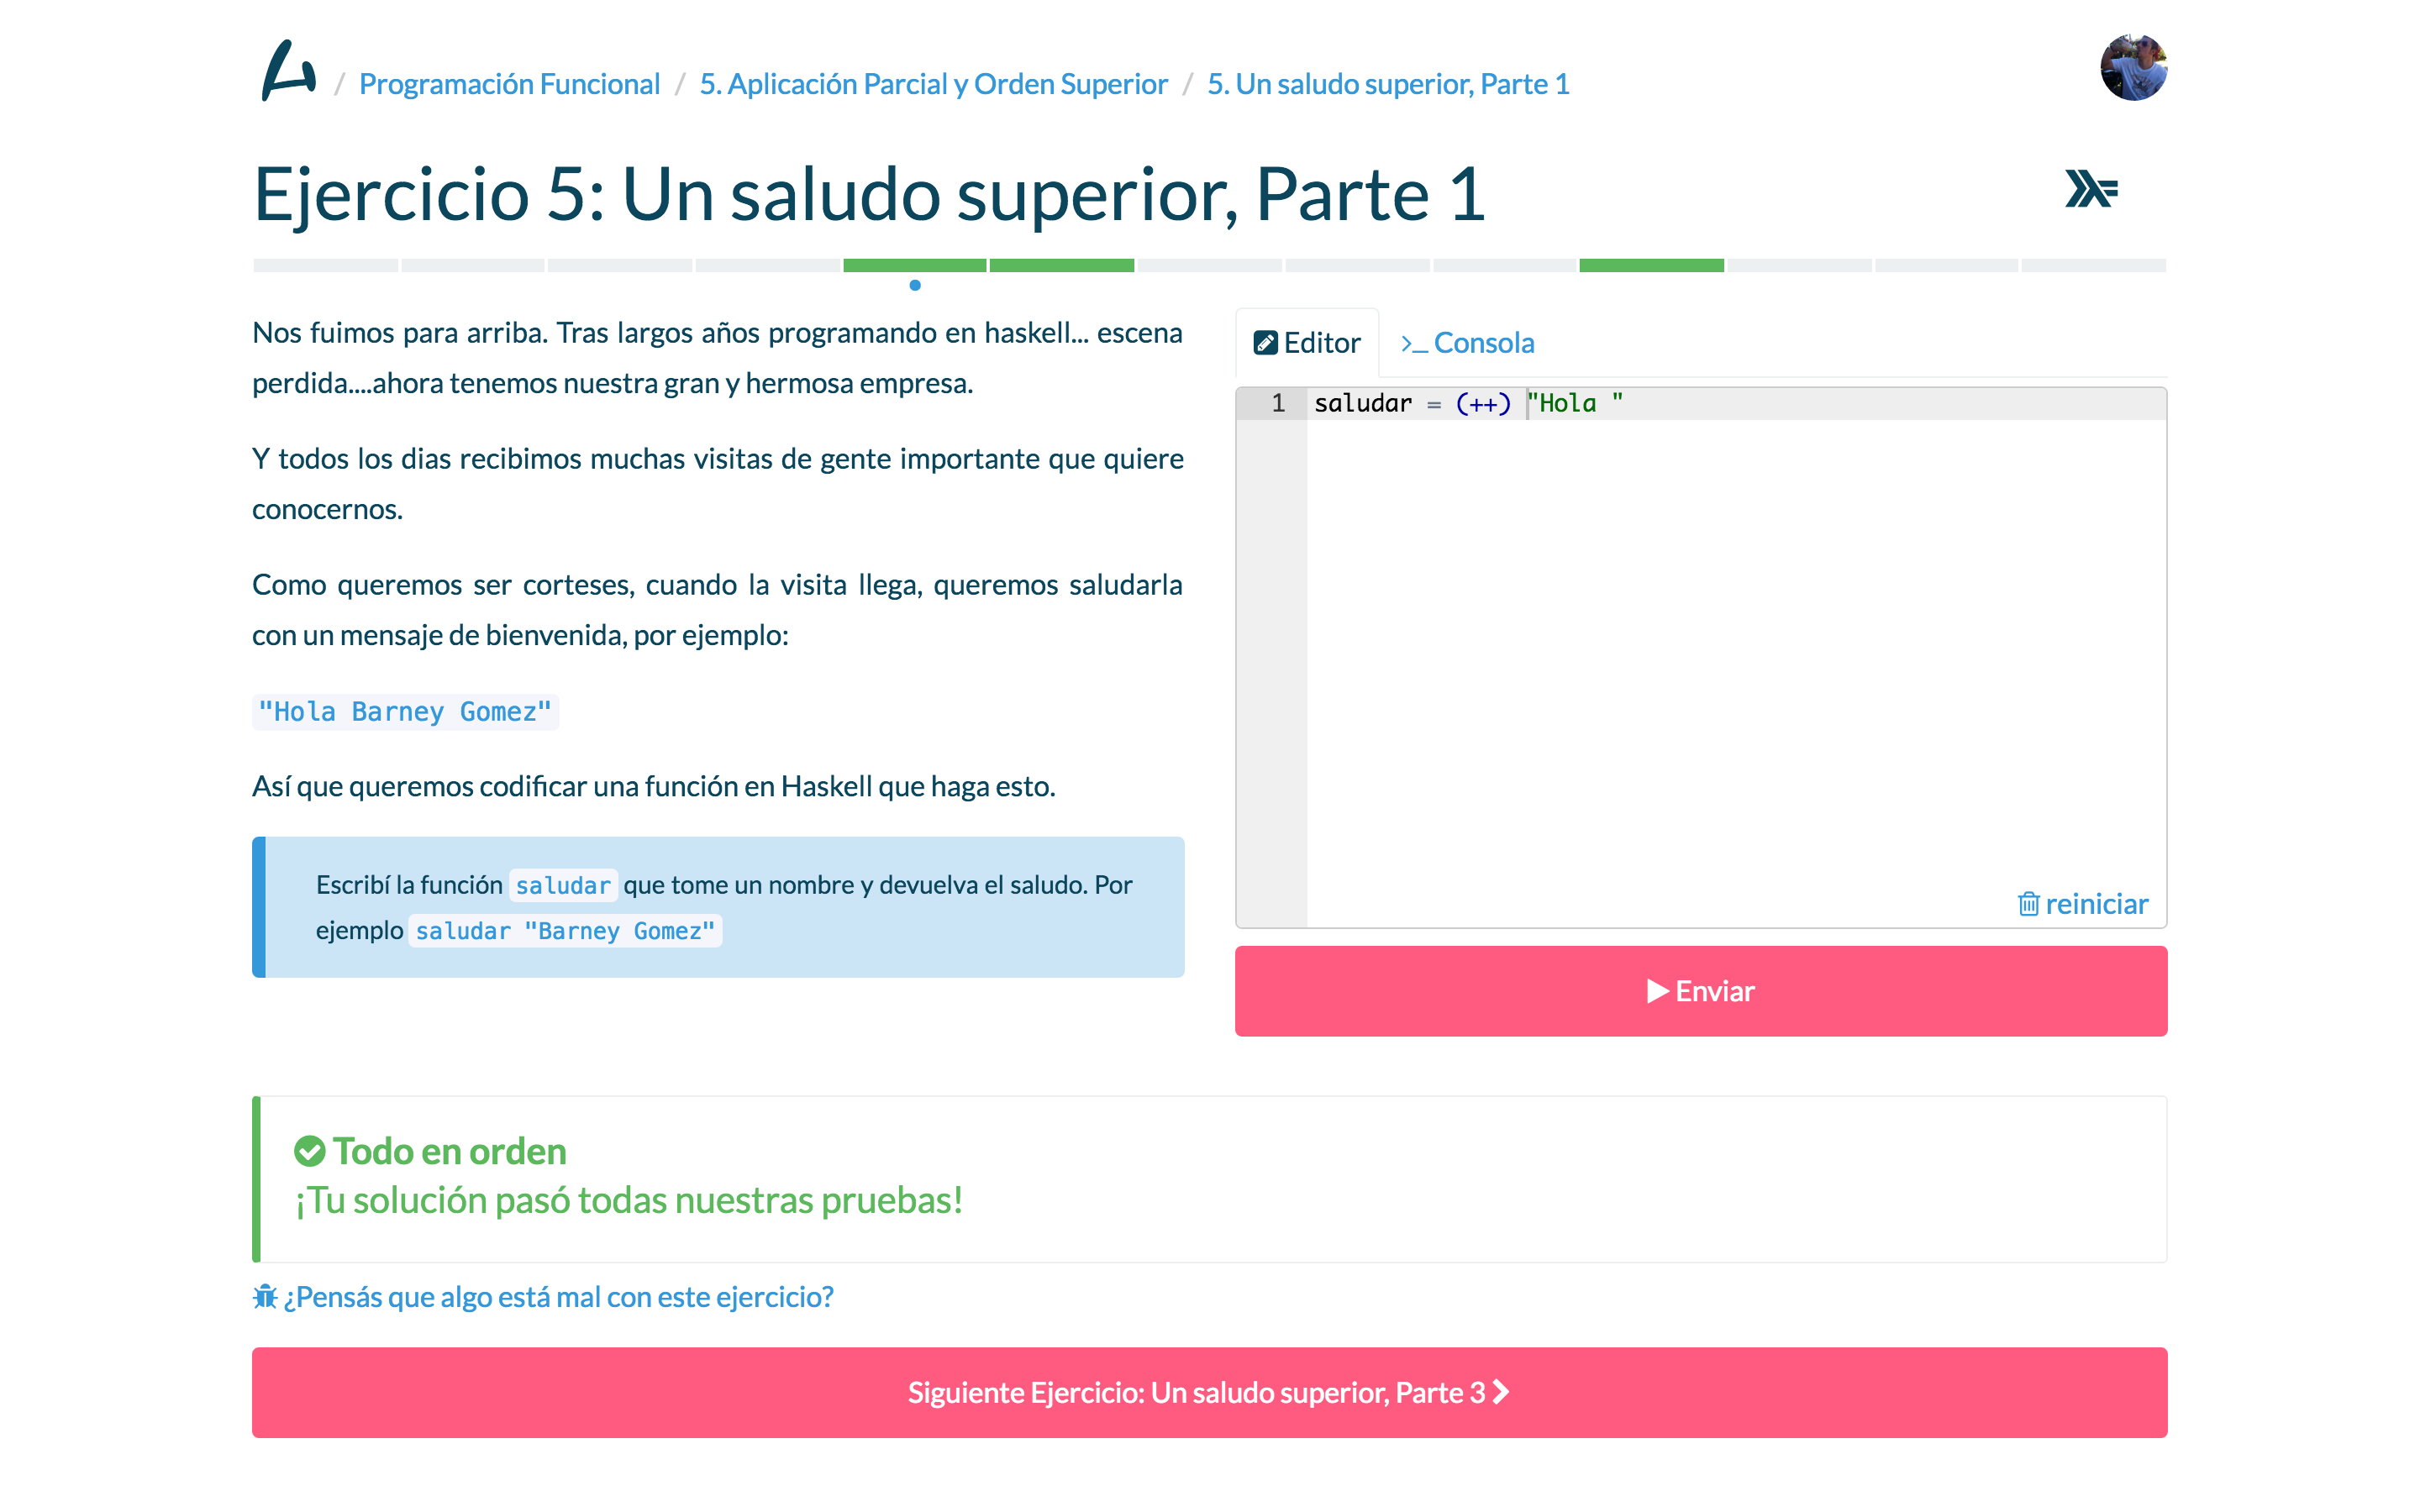 / Programación Funcional / 5. Aplicación Parcial y Orden Superior / 5. Un saludo superior, Parte 1
Ejercicio 5: Un saludo superior, Parte 1
Nos fuimos para arriba. Tras largos años programando en haskell... escena
perdida....ahora tenemos nuestra gran y hermosa empresa.
Y todos los dias recibimos muchas visitas de gente importante que quiere
conocernos.
Como queremos ser corteses, cuando la visita llega, queremos saludarla
con un mensaje de bienvenida, por ejemplo:
"Hola Barney Gomez"
Así que queremos codificar una función en Haskell que haga esto.
Escribí la función saludar que tome un nombre y devuelva el saludo. Por
ejemplo saludar "Barney Gomez"
Editor >_ Consola
1 saludar = (++) "Hola "
reiniciar
Enviar
Todo en orden
¡Tu solución pasó todas nuestras pruebas!
¿Pensás que algo está mal con este ejercicio?
Siguiente Ejercicio: Un saludo superior, Parte 3